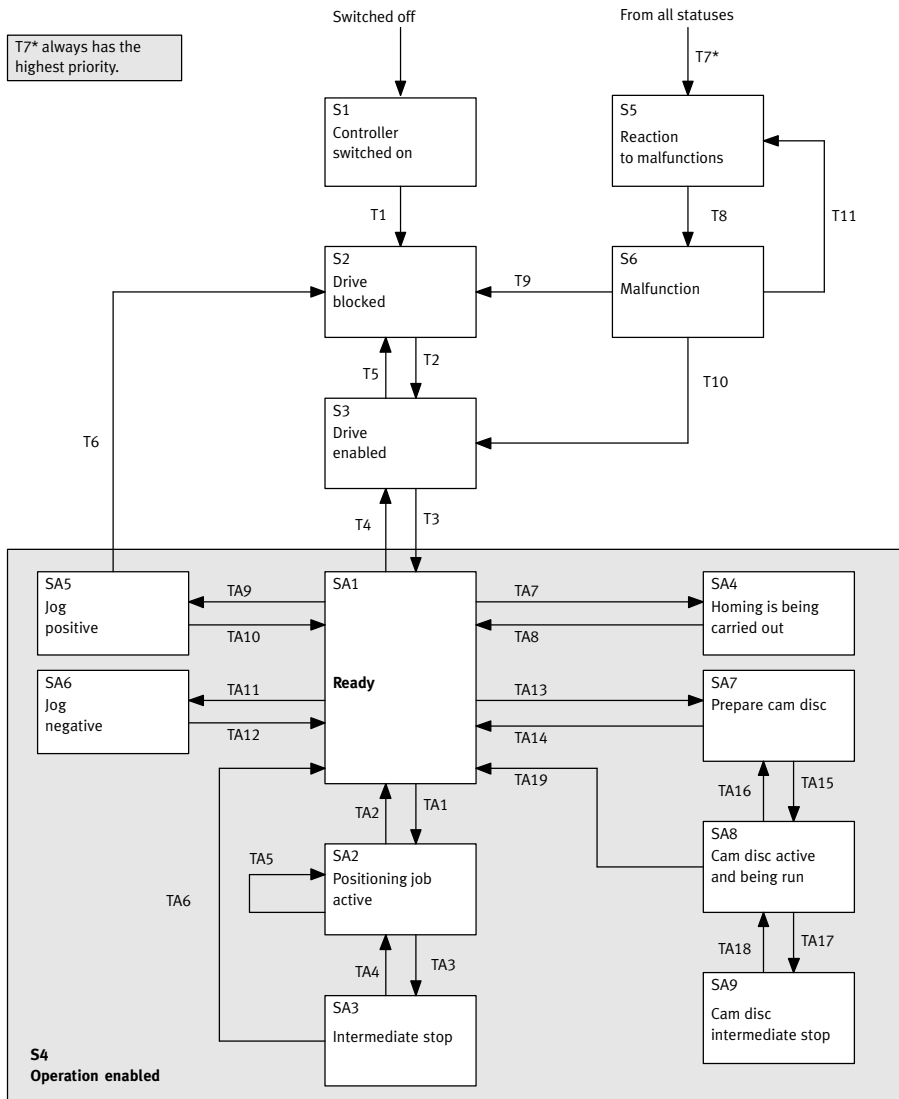 Switched off
From all statuses
T7* always has the
highest priority.
T7*
S1
Controller
switched on
S5
Reaction
to malfunctions
T1
T8
T11
S2
Drive
blocked
T9
S6
Malfunction
T5
T2
T10
S3
Drive
enabled
T6
T4
T3
SA5
Jog
positive
TA9
TA10
SA1
Ready
TA7
TA8
SA4
Homing is being
carried out
SA6
Jog
negative
TA11
TA12
TA13
TA14
SA7
Prepare cam disc
TA19
TA16
TA15
TA2
TA1
SA2
Positioning job
active
TA5
TA6
SA8
Cam disc active
and being run
TA4
TA3
TA18
TA17
SA3
Intermediate stop
SA9
Cam disc
intermediate stop
S4
Operation enabled